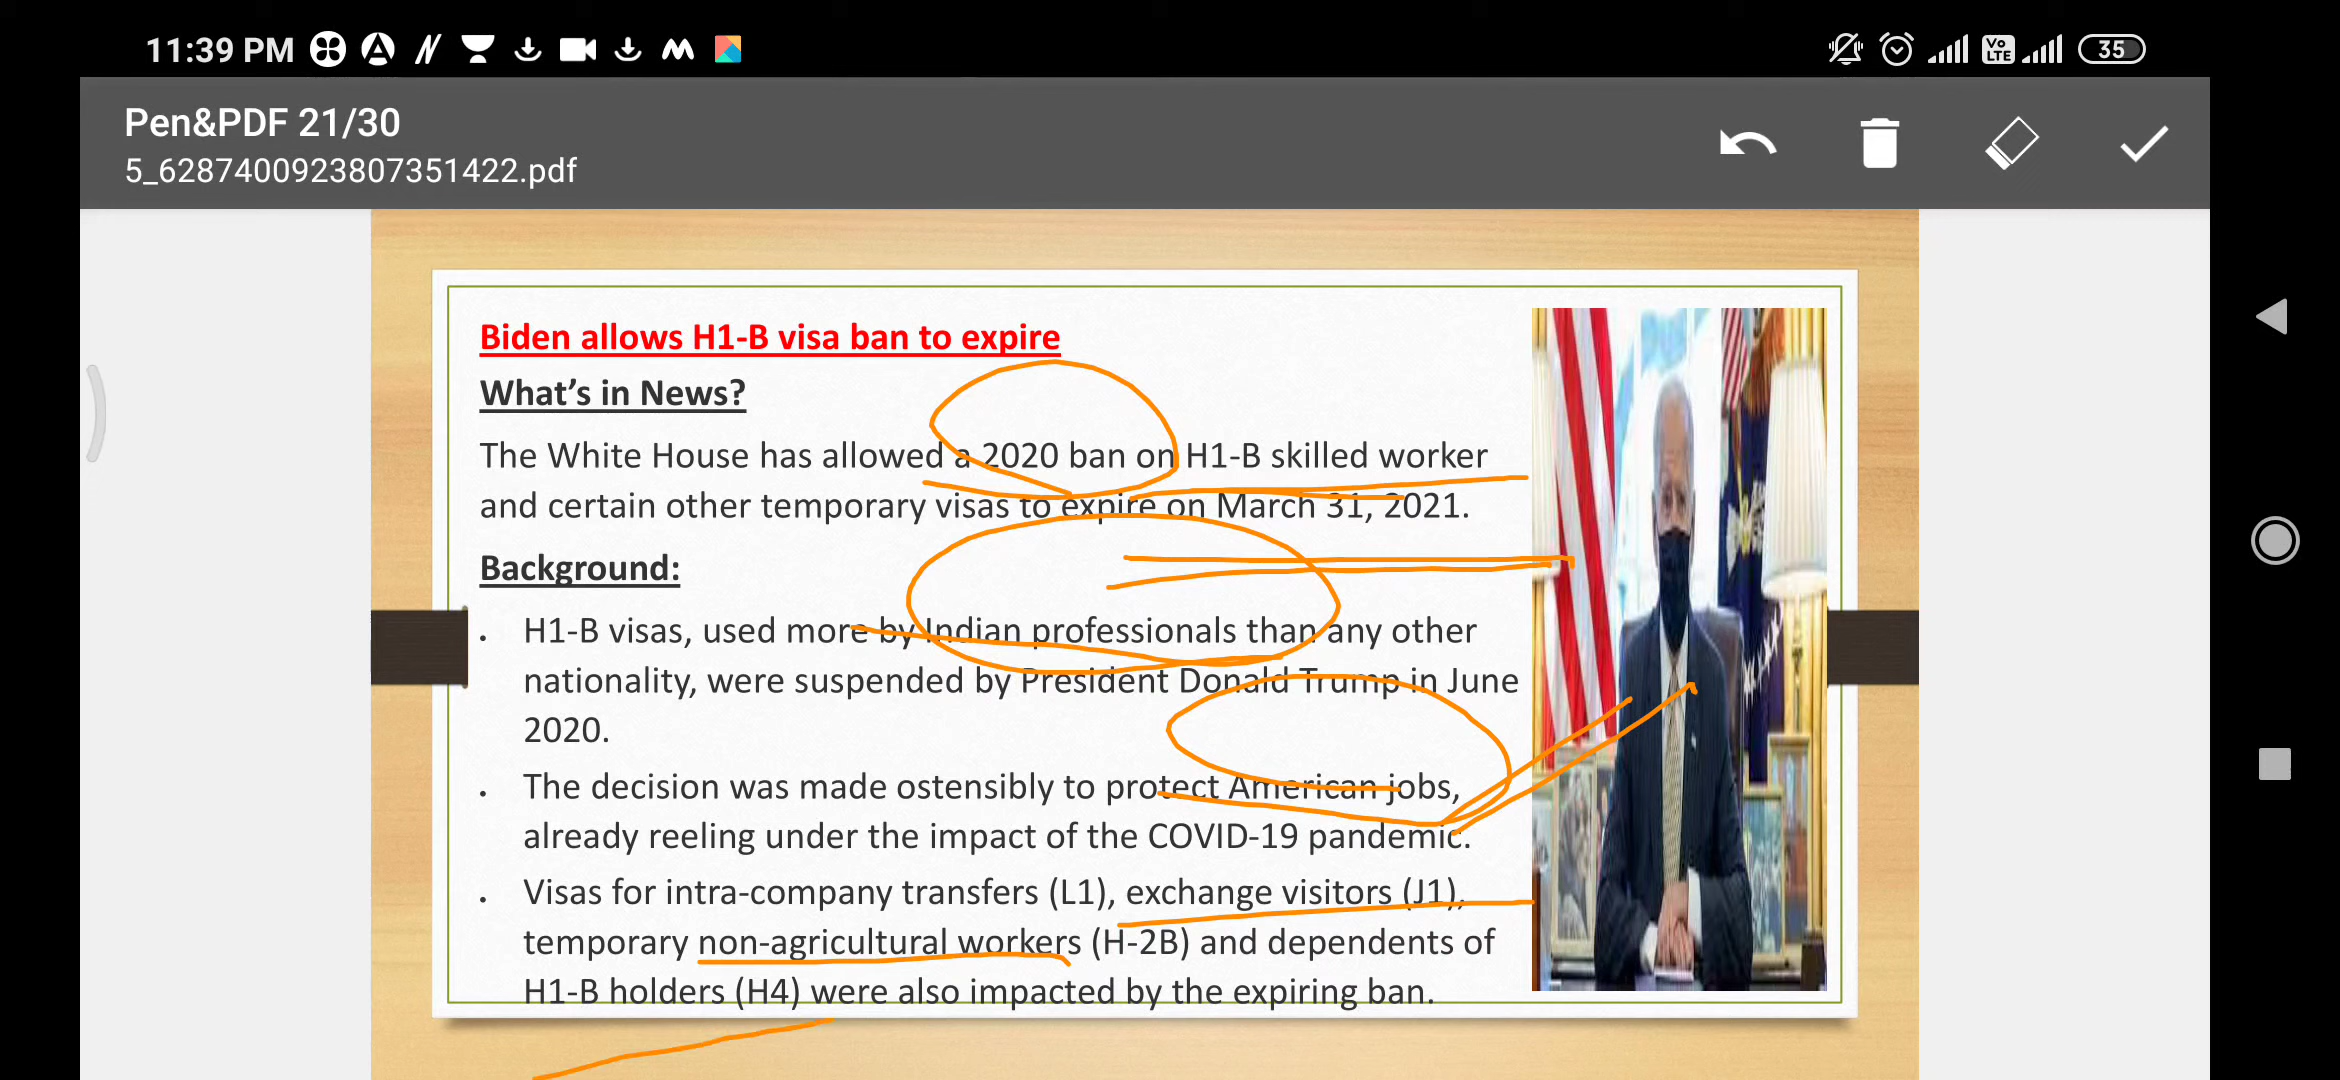 11:39 PM
Vo LTE
35
Pen&PDF 21/30
5_6287400923807351422.pdf
Biden allows H1-B visa ban to expire
What’s in News?
The White House has allowed a 2020 ban on H1-B skilled worker
and certain other temporary visas to expire on March 31, 2021.
Background:
• H1-B visas, used more by Indian professionals than any other
nationality, were suspended by President Donald Trump in June
2020.
• The decision was made ostensibly to protect American jobs,
already reeling under the impact of the COVID-19 pandemic.
• Visas for intra-company transfers (L1), exchange visitors (J1),
temporary non-agricultural workers (H-2B) and dependents of
H1-B holders (H4) were also impacted by the expiring ban.